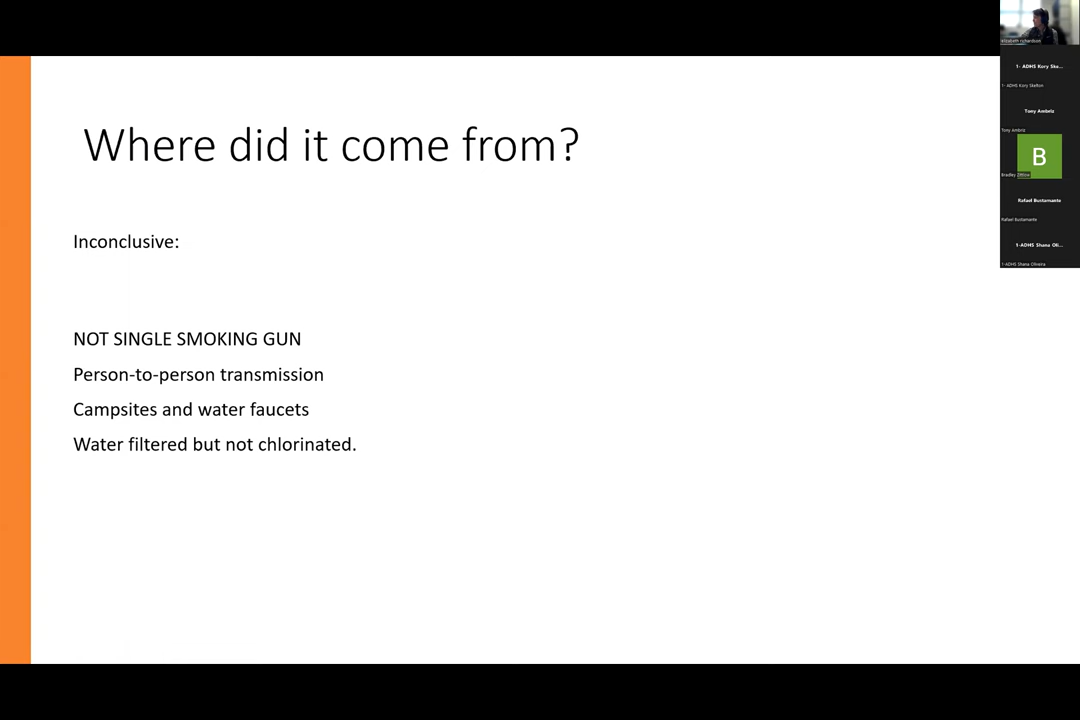 Where did it come from?
Inconclusive:
NOT SINGLE SMOKING GUN
Person-to-person transmission
Campsites and water faucets
Water filtered but not chlorinated.
elizabeth richardson
1- ADHS Kory Ske...
1- ADHS Kory Skelton
Tony Ambriz
Tony Ambriz
B
Bradley
Rafael Bustamante
Rafael Bustamante
1-ADHS Shana Oli...
1-ADHS Shana Oliveira